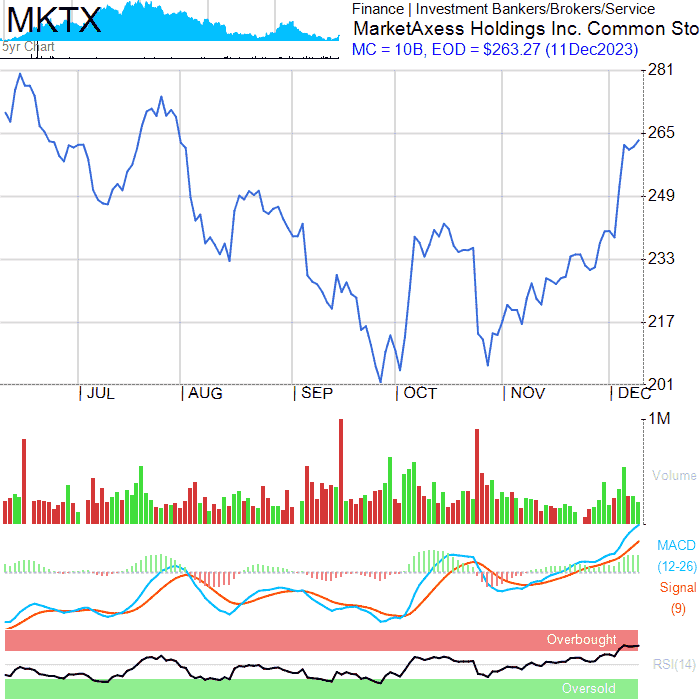 MKTX
5yr Chart
Finance | Investment Bankers/Brokers/Service
MarketAxess Holdings Inc. Common Sto
MC = 10B, EOD = $263.27 (11Dec2023)
281
265
249
233
217
201
JUL
AUG
SEP
OCT
NOV
DEC
1M
Volume
MACD
(12-26)
Signal
(9)
Overbought
RSI(14)
Oversold